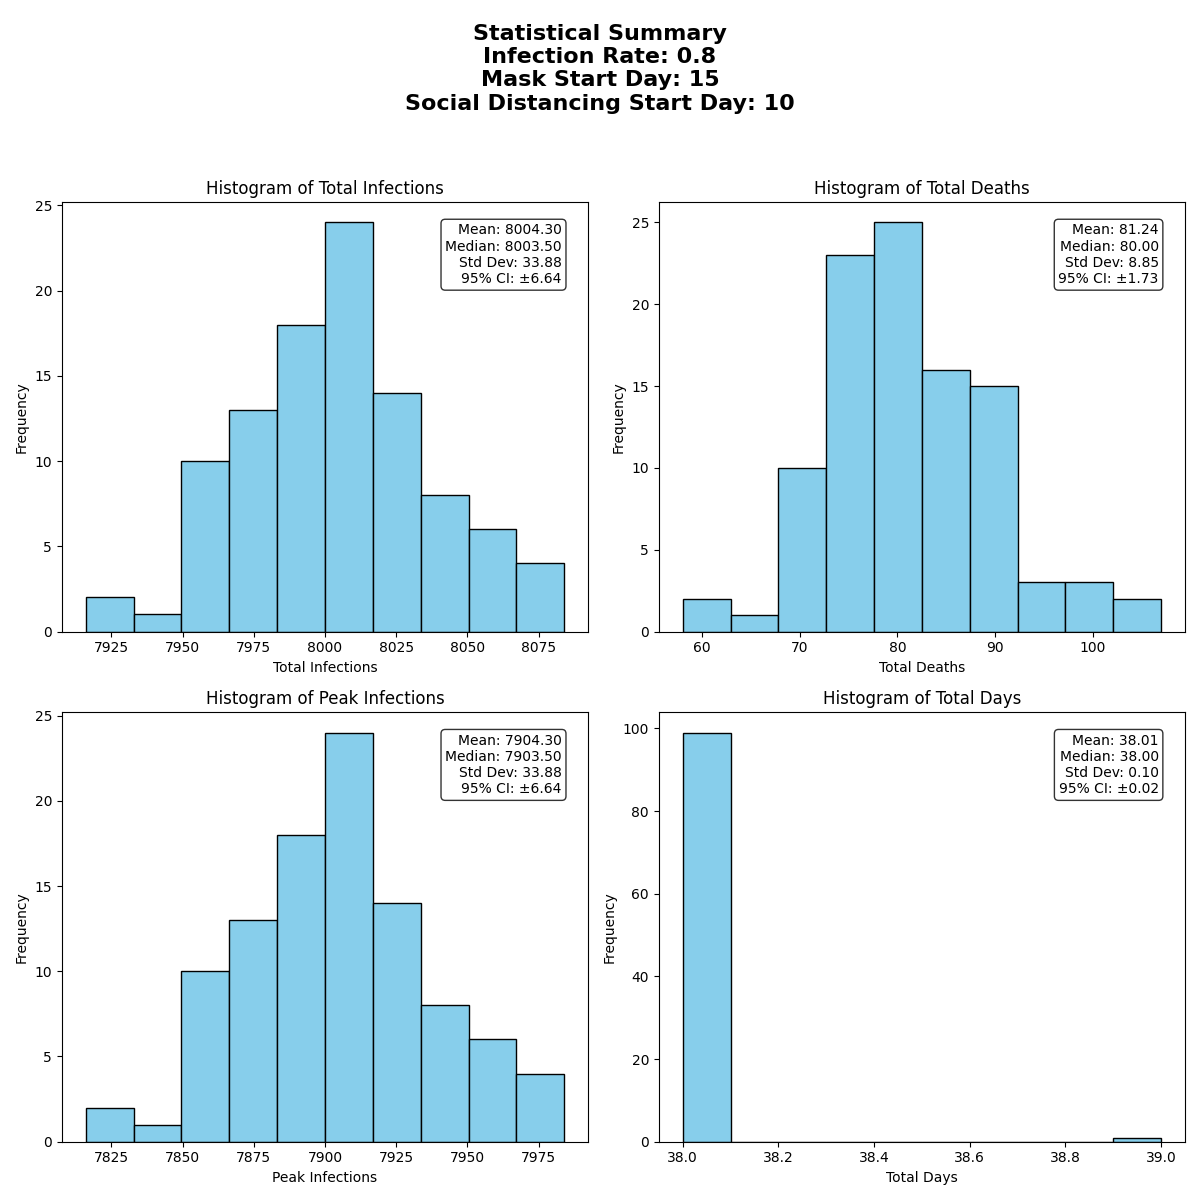 Statistical Summary
Infection Rate: 0.8
Mask Start Day: 15
Social Distancing Start Day: 10
Histogram of Total Infections
Mean: 8004.30
Median: 8003.50
Std Dev: 33.88
95% CI: ±6.64
Frequency
25
20
15
10
5
0
7925 7950 7975 8000 8025 8050 8075
Total Infections
Histogram of Total Deaths
Mean: 81.24
Median: 80.00
Std Dev: 8.85
95% CI: ±1.73
Frequency
25
20
15
10
5
0
60 70 80 90 100
Total Deaths
Histogram of Peak Infections
Mean: 7904.30
Median: 7903.50
Std Dev: 33.88
95% CI: ±6.64
Frequency
25
20
15
10
5
0
7825 7850 7875 7900 7925 7950 7975
Peak Infections
Histogram of Total Days
Mean: 38.01
Median: 38.00
Std Dev: 0.10
95% CI: ±0.02
Frequency
100
80
60
40
20
0
38.0 38.2 38.4 38.6 38.8 39.0
Total Days